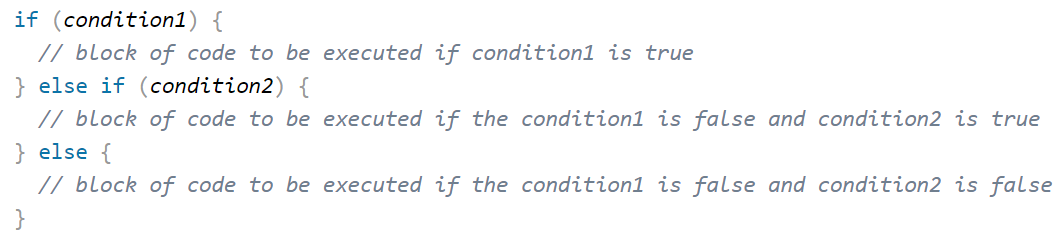 if (condition1) {
  // block of code to be executed if condition1 is true
} else if (condition2) {
  // block of code to be executed if the condition1 is false and condition2 is true
} else {
  // block of code to be executed if the condition1 is false and condition2 is false
}